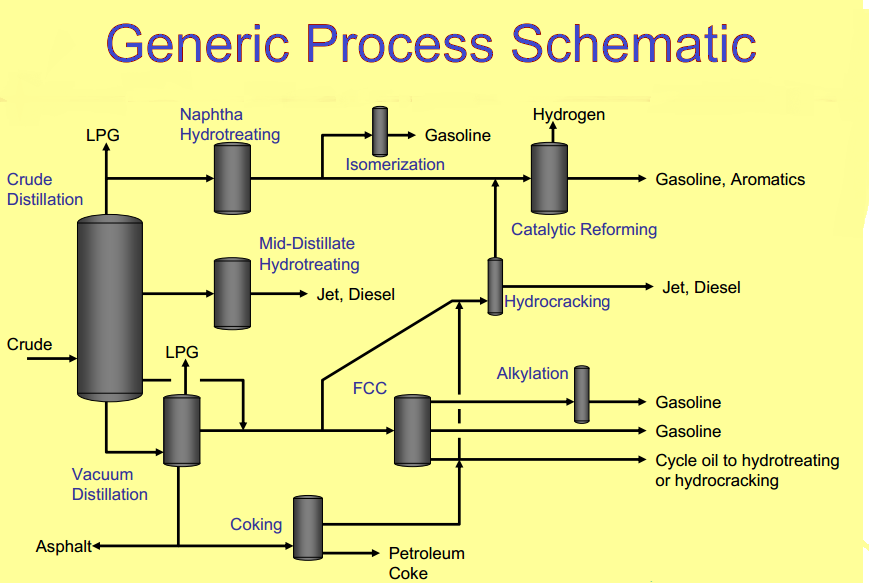 Generic Process Schematic
Naphtha
Hydrotreating
LPG
Hydrogen
Gasoline
Isomerization
Crude
Distillation
Gasoline, Aromatics
Catalytic Reforming
Mid-Distillate
Hydrotreating
Jet, Diesel
Jet, Diesel
Hydrocracking
Crude
LPG
FCC
Alkylation
Gasoline
Gasoline
Cycle oil to hydrotreating
or hydrocracking
Vacuum
Distillation
Coking
Asphalt
Petroleum
Coke